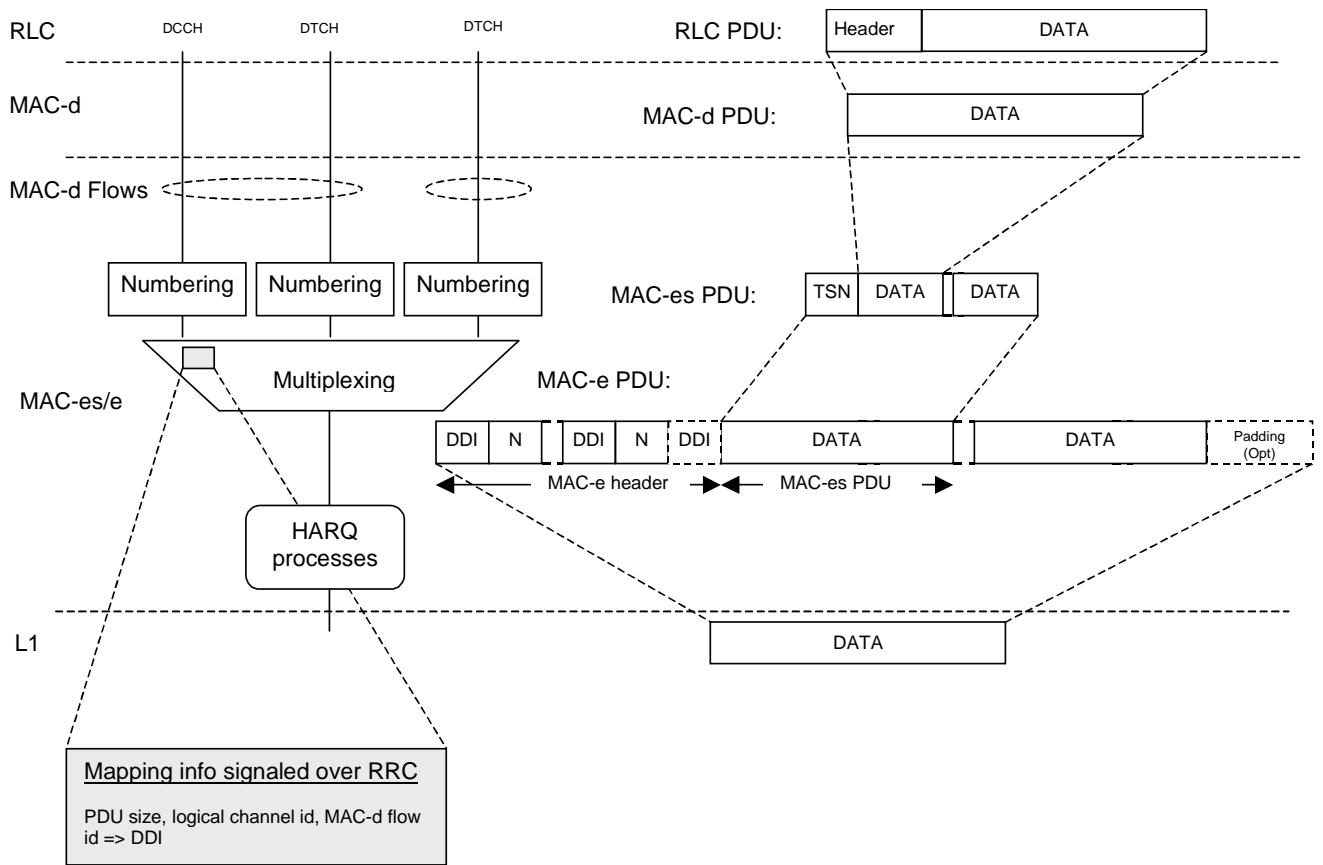 RLC
DCCH
DTCH
DTCH
RLC PDU:
Header
DATA
MAC-d
MAC-d PDU:
DATA
MAC-d Flows
Numbering
Numbering
Numbering
MAC-es PDU:
TSN
DATA
DATA
Multiplexing
MAC-e PDU:
MAC-es/e
DDI
N
DDI
N
DDI
DATA
DATA
Padding
(Opt)
MAC-e header
MAC-es PDU
HARQ
processes
L1
DATA
Mapping info signaled over RRC
PDU size, logical channel id, MAC-d flow
id => DDI